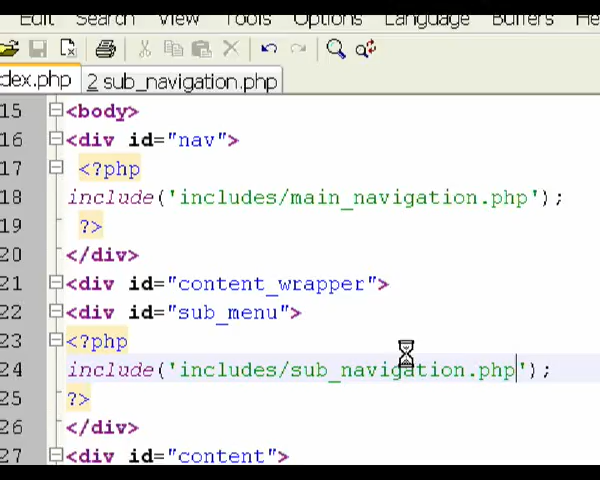 Edit Search View Tools Options Language Buffers He
dex.php 2 sub_navigation.php
15 <body>
16 <div id="nav">
17 <?php
18 include('includes/main_navigation.php');
19 ?>
20 </div>
21 <div id="content_wrapper">
22 <div id="sub_menu">
23 <?php
24 include('includes/sub_navigation.php');
25 ?>
26 </div>
27 <div id="content">